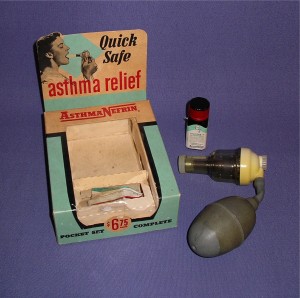 Quick
Safe
asthma relief
ASTHMANEFRIN
$6.75
POCKET SET COMPLETE